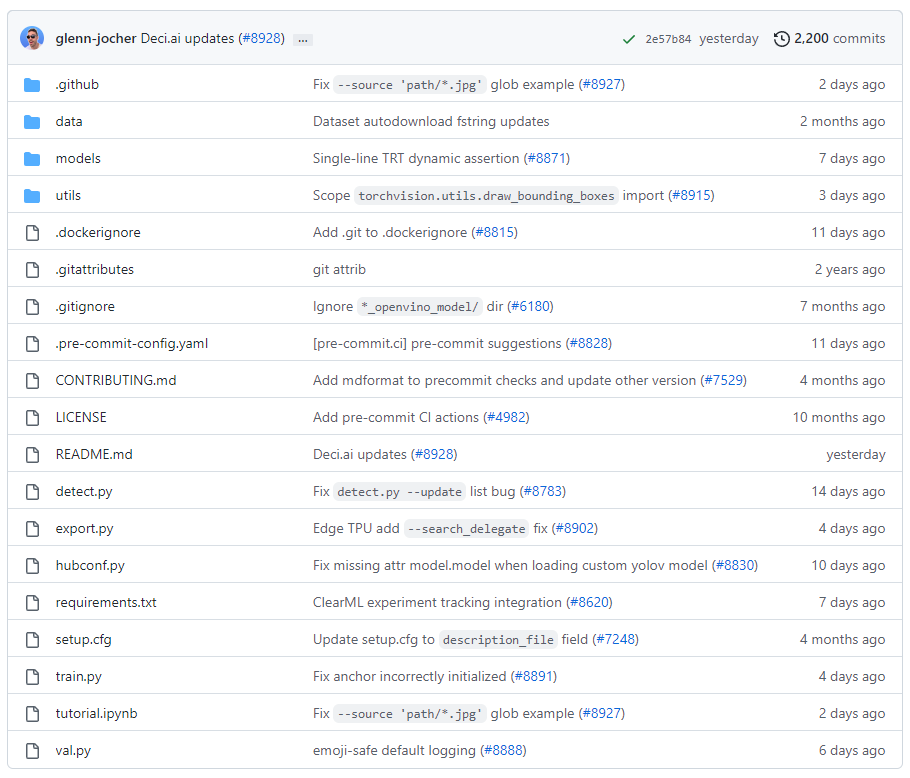 glenn-jocher Deci.ai updates (#8928) ... 2e57b84 yesterday 2,200 commits
.github Fix --source 'path/*.jpg' glob example (#8927) 2 days ago
data Dataset autodownload fstring updates 2 months ago
models Single-line TRT dynamic assertion (#8871) 7 days ago
utils Scope torchvision.utils.draw_bounding_boxes import (#8915) 3 days ago
.dockerignore Add .git to .dockerignore (#8815) 11 days ago
.gitattributes git attrib 2 years ago
.gitignore Ignore *_openvino_model/ dir (#6180) 7 months ago
.pre-commit-config.yaml [pre-commit.ci] pre-commit suggestions (#8828) 11 days ago
CONTRIBUTING.md Add mdformat to precommit checks and update other version (#7529) 4 months ago
LICENSE Add pre-commit CI actions (#4982) 10 months ago
README.md Deci.ai updates (#8928) yesterday
detect.py Fix detect.py --update list bug (#8783) 14 days ago
export.py Edge TPU add --search_delegate fix (#8902) 4 days ago
hubconf.py Fix missing attr model.model when loading custom yolov model (#8830) 10 days ago
requirements.txt ClearML experiment tracking integration (#8620) 7 days ago
setup.cfg Update setup.cfg to description_file field (#7248) 4 months ago
train.py Fix anchor incorrectly initialized (#8891) 4 days ago
tutorial.ipynb Fix --source 'path/*.jpg' glob example (#8927) 2 days ago
val.py emoji-safe default logging (#8888) 6 days ago